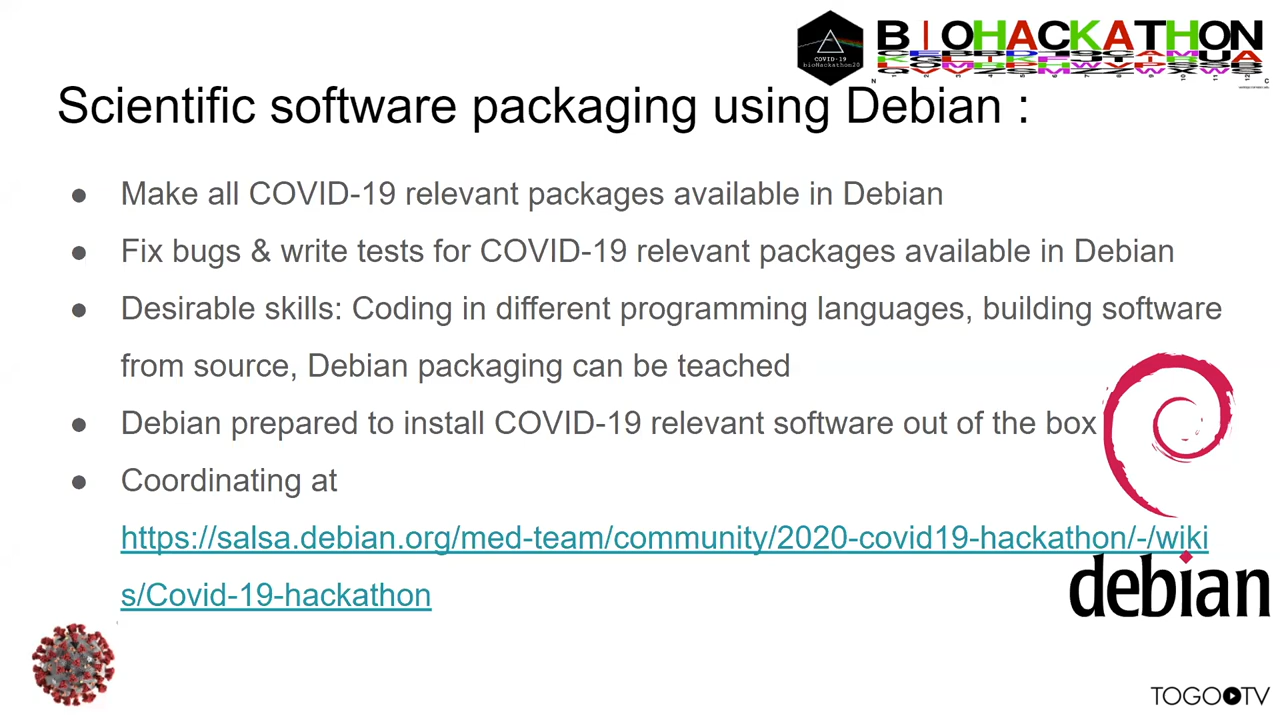 COVID-19
bioHackathon20
BIOHACKATHON
Scientific software packaging using Debian :
● Make all COVID-19 relevant packages available in Debian
● Fix bugs & write tests for COVID-19 relevant packages available in Debian
● Desirable skills: Coding in different programming languages, building software
from source, Debian packaging can be teached
● Debian prepared to install COVID-19 relevant software out of the box
● Coordinating at
https://salsa.debian.org/med-team/community/2020-covid19-hackathon/-/wiki
s/Covid-19-hackathon
debian
TOGOTV